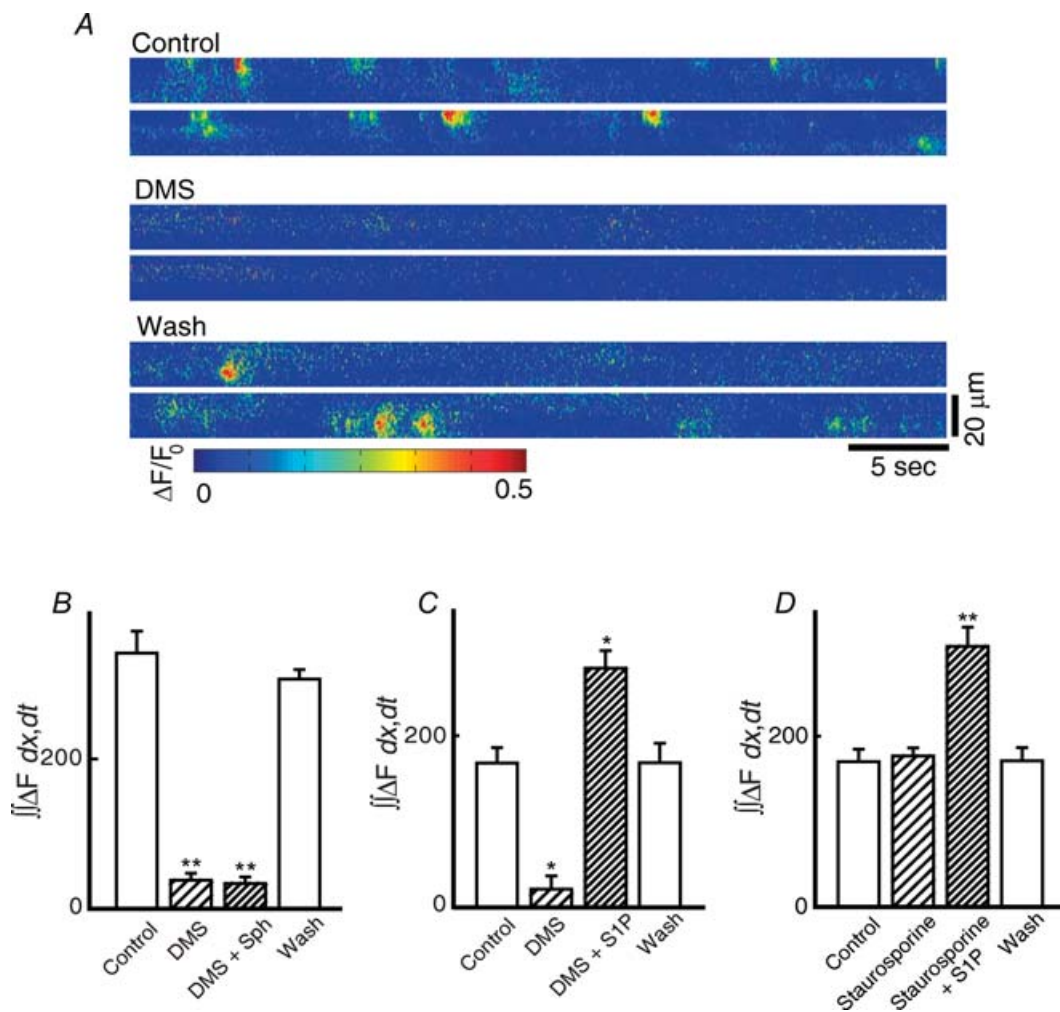 A
Control
DMS
Wash
20 μm
5 sec
ΔF/F0
0
0.5
B
∫∫ΔF dx,dt
200
0
**
**
Control
DMS
DMS + Sph
Wash
C
∫∫ΔF dx,dt
200
0
*
*
Control
DMS
DMS + S1P
Wash
D
∫∫ΔF dx,dt
200
0
**
Control
Staurosporine
Staurosporine
+ S1P
Wash